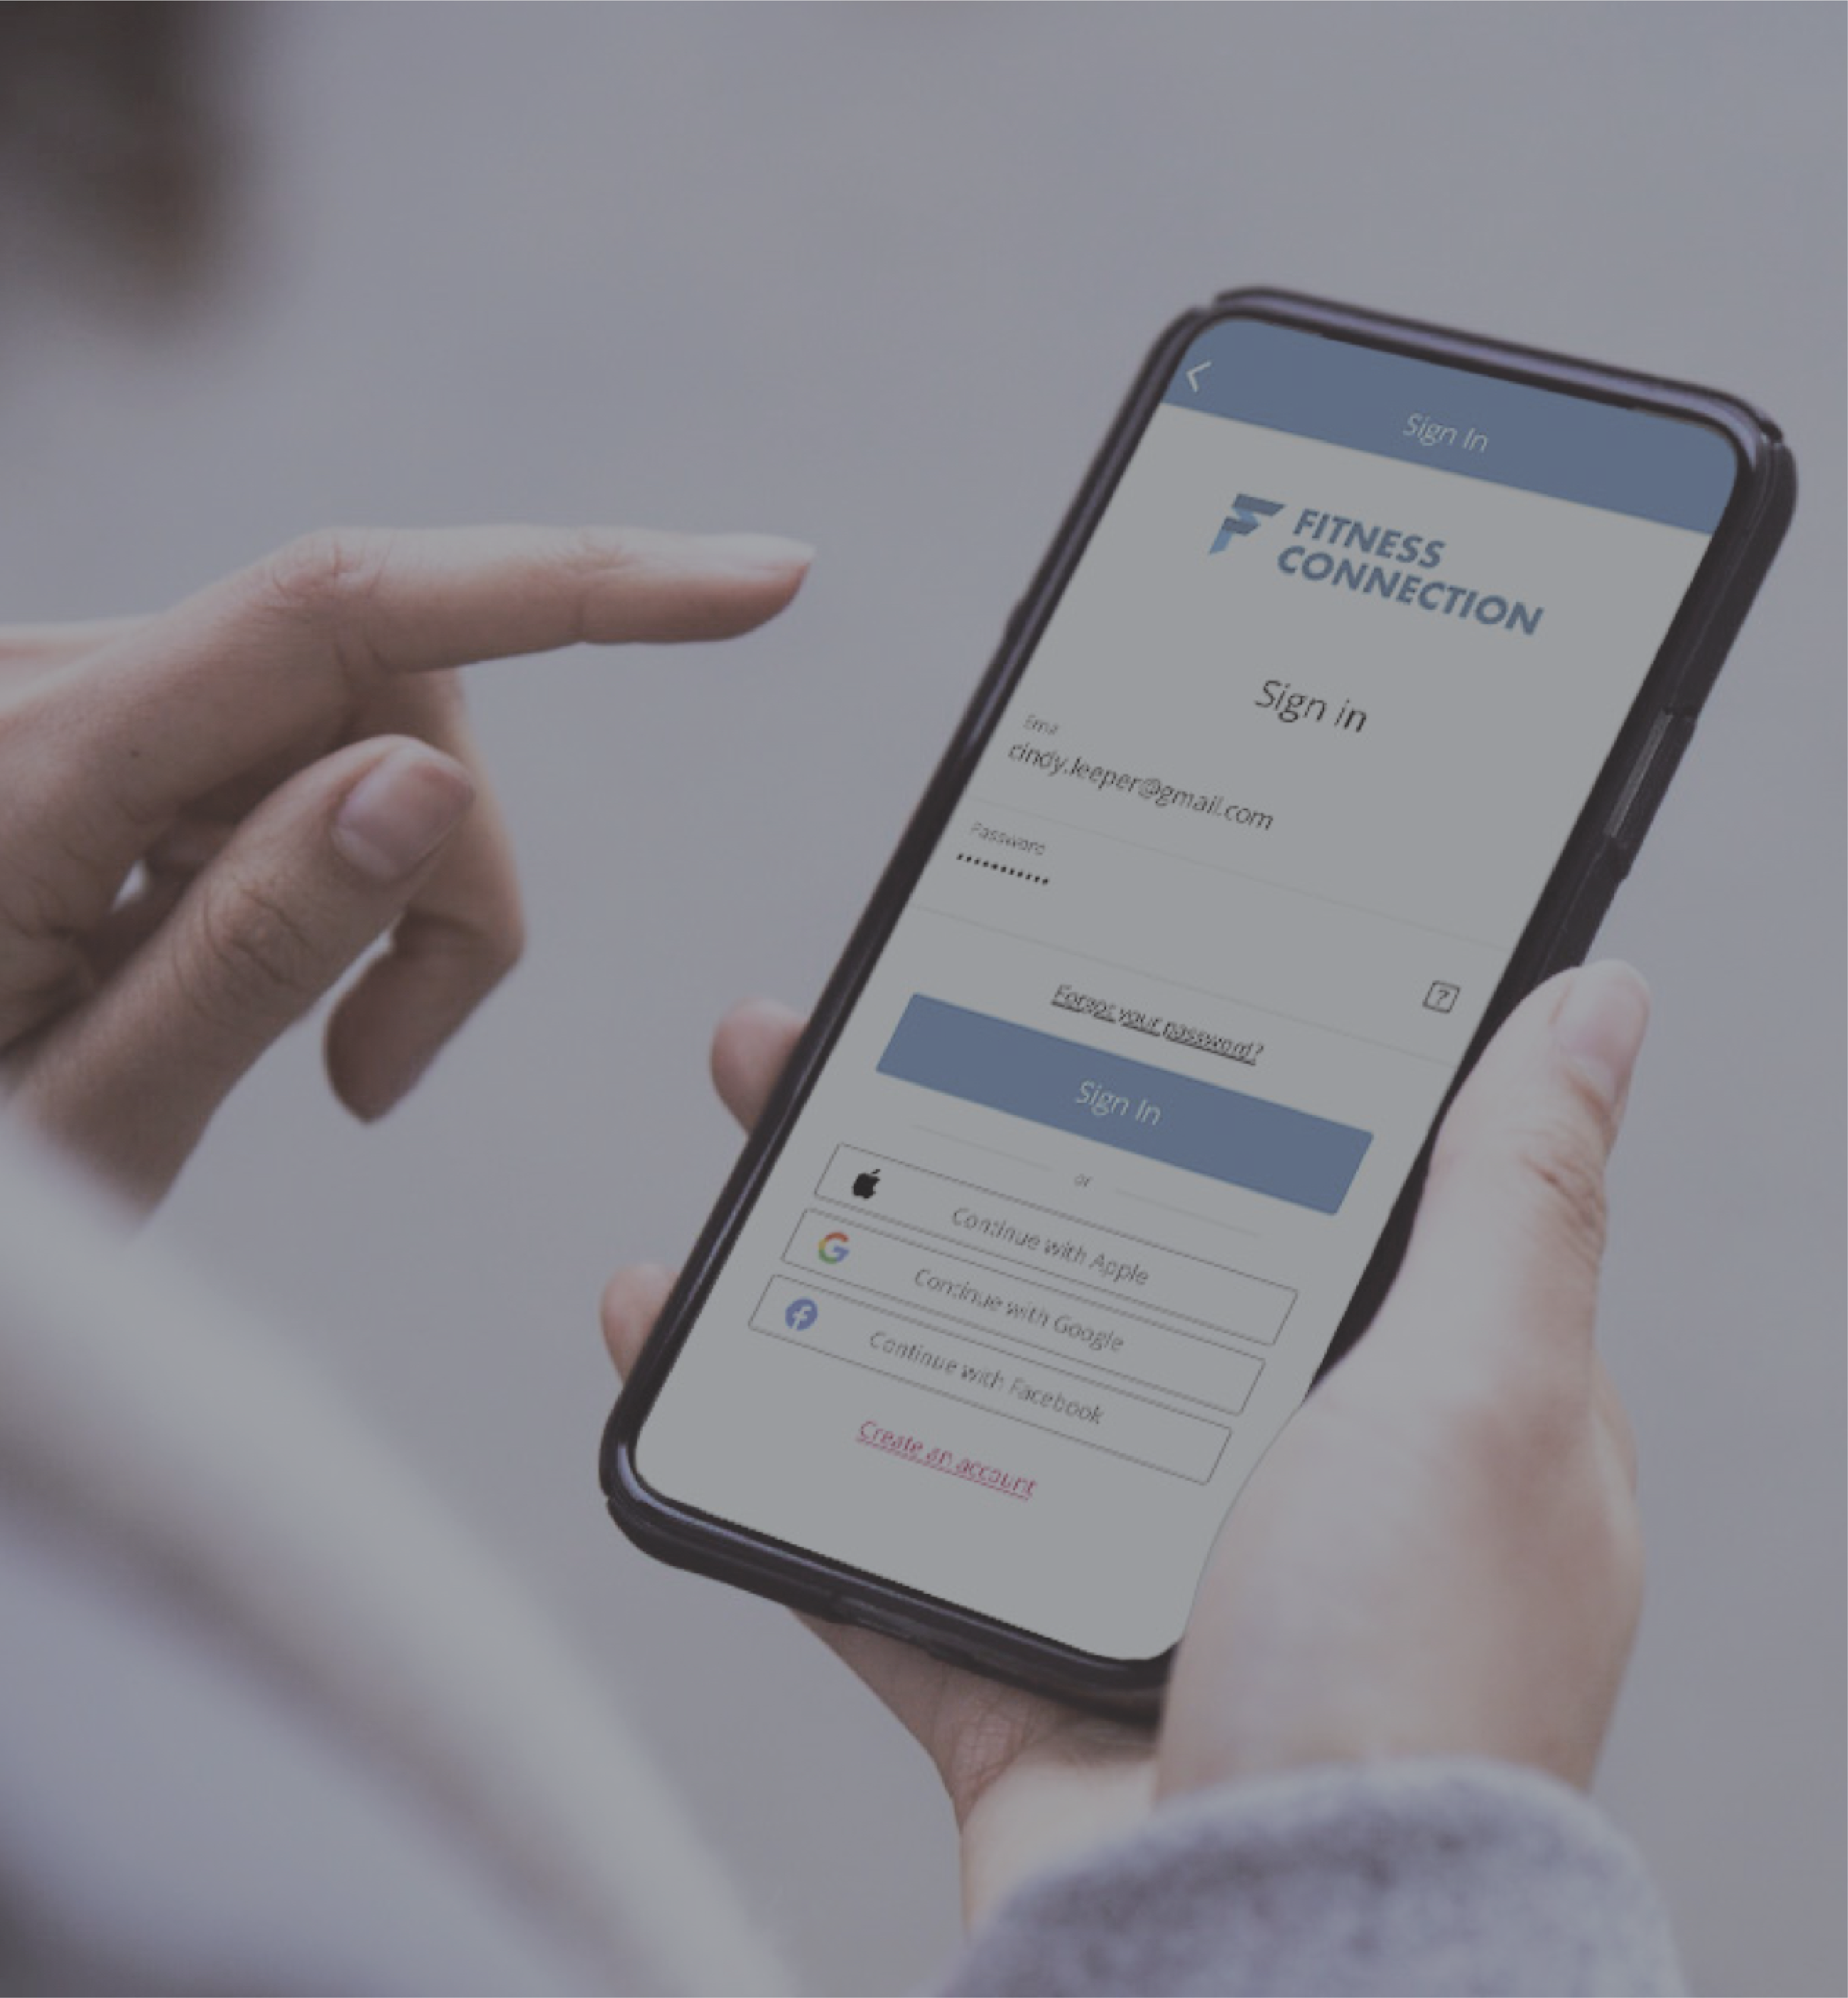 Sign In
FITNESS
CONNECTION
Sign in
Email
cindy.leeper@gmail.com
Password
•••••••••••
?
Forgot your password?
Sign In
or
Continue with Apple
Continue with Google
Continue with Facebook
Create an account